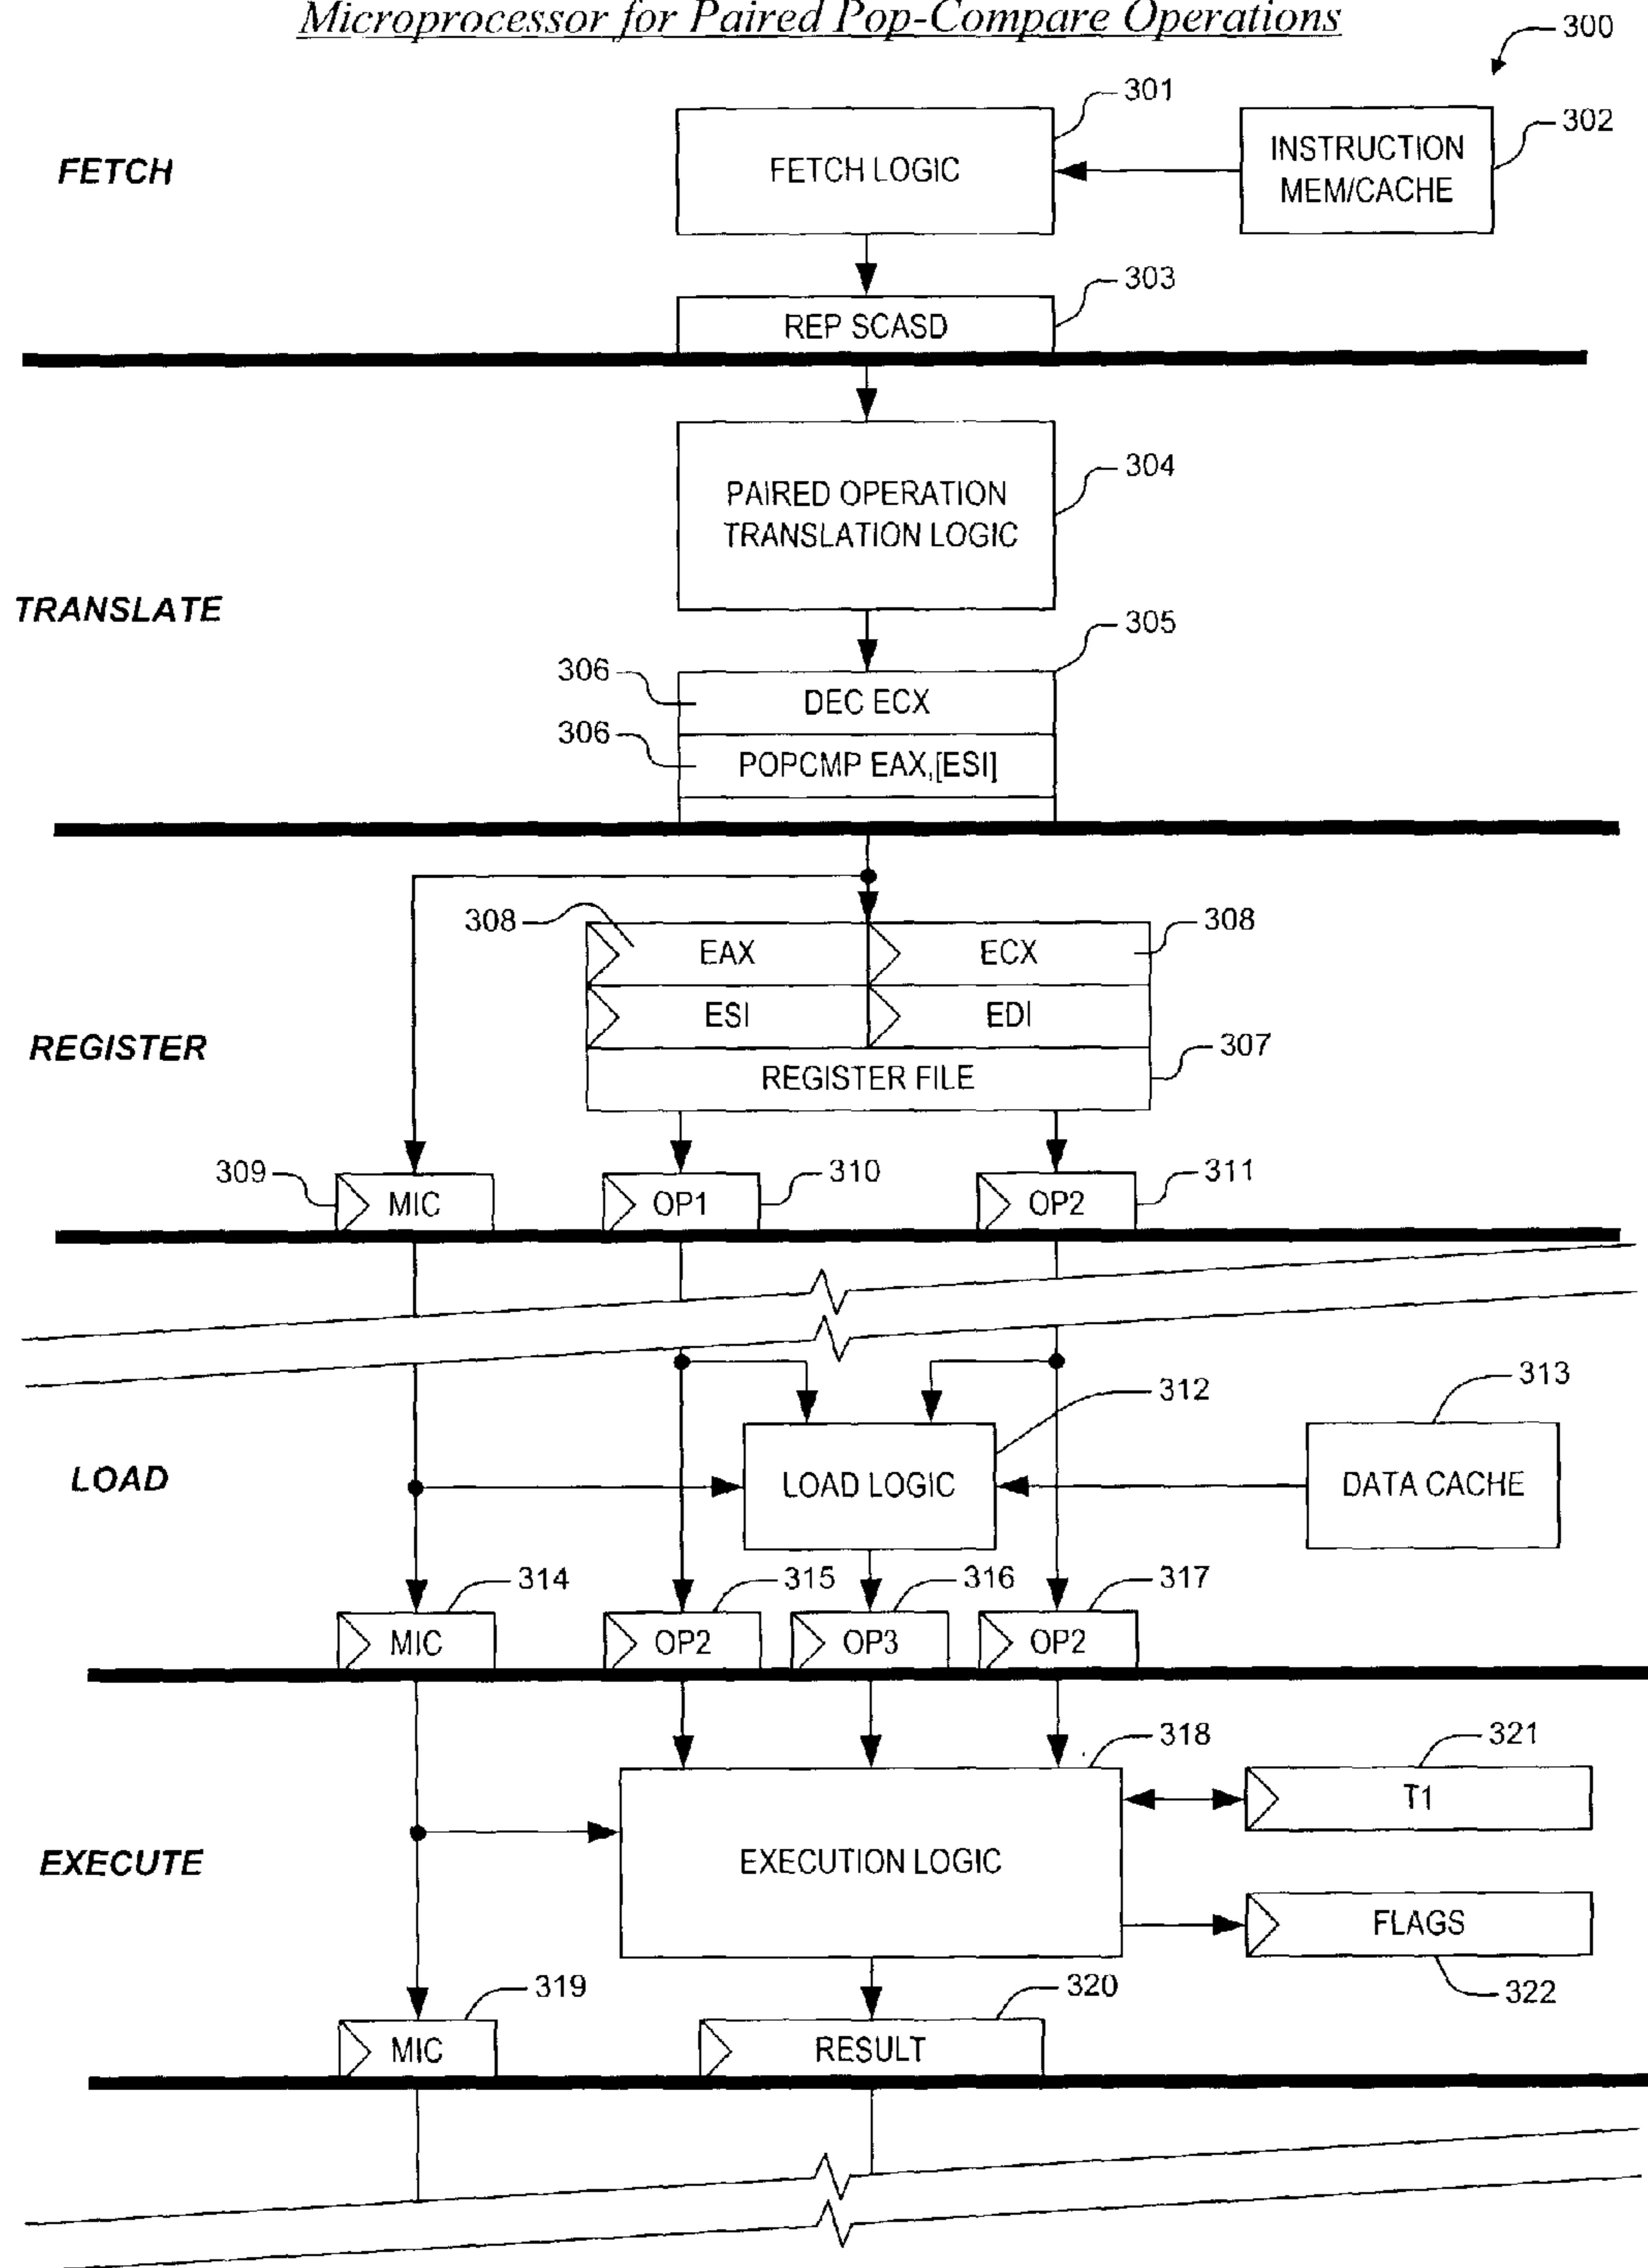 Microprocessor for Paired Pop-Compare Operations
300
301
302
FETCH
FETCH LOGIC
INSTRUCTION
MEM/CACHE
303
REP SCASD
304
PAIRED OPERATION
TRANSLATION LOGIC
TRANSLATE
305
306
DEC ECX
306
POPCMP EAX,[ESI]
308
EAX
ECX
308
ESI
EDI
REGISTER
307
REGISTER FILE
309
MIC
OP1
310
OP2
311
312
313
LOAD
LOAD LOGIC
DATA CACHE
314
315
316
317
MIC
OP2
OP3
OP2
318
321
T1
EXECUTE
EXECUTION LOGIC
FLAGS
322
319
320
MIC
RESULT